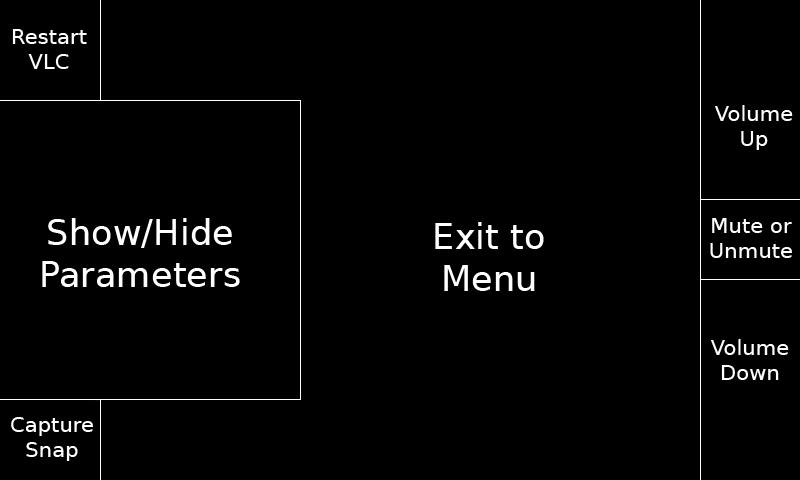 Restart
VLC
Volume
Up
Show/Hide
Parameters
Exit to
Menu
Mute or
Unmute
Volume
Down
Capture
Snap